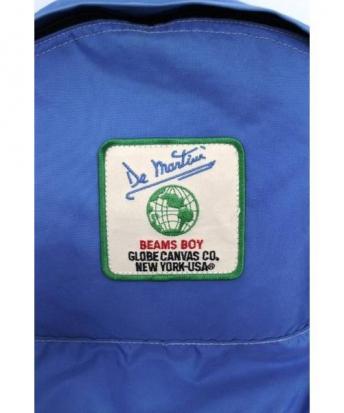 De Martini
BEAMS BOY
GLOBE CANVAS CO.
NEW YORK-USA®